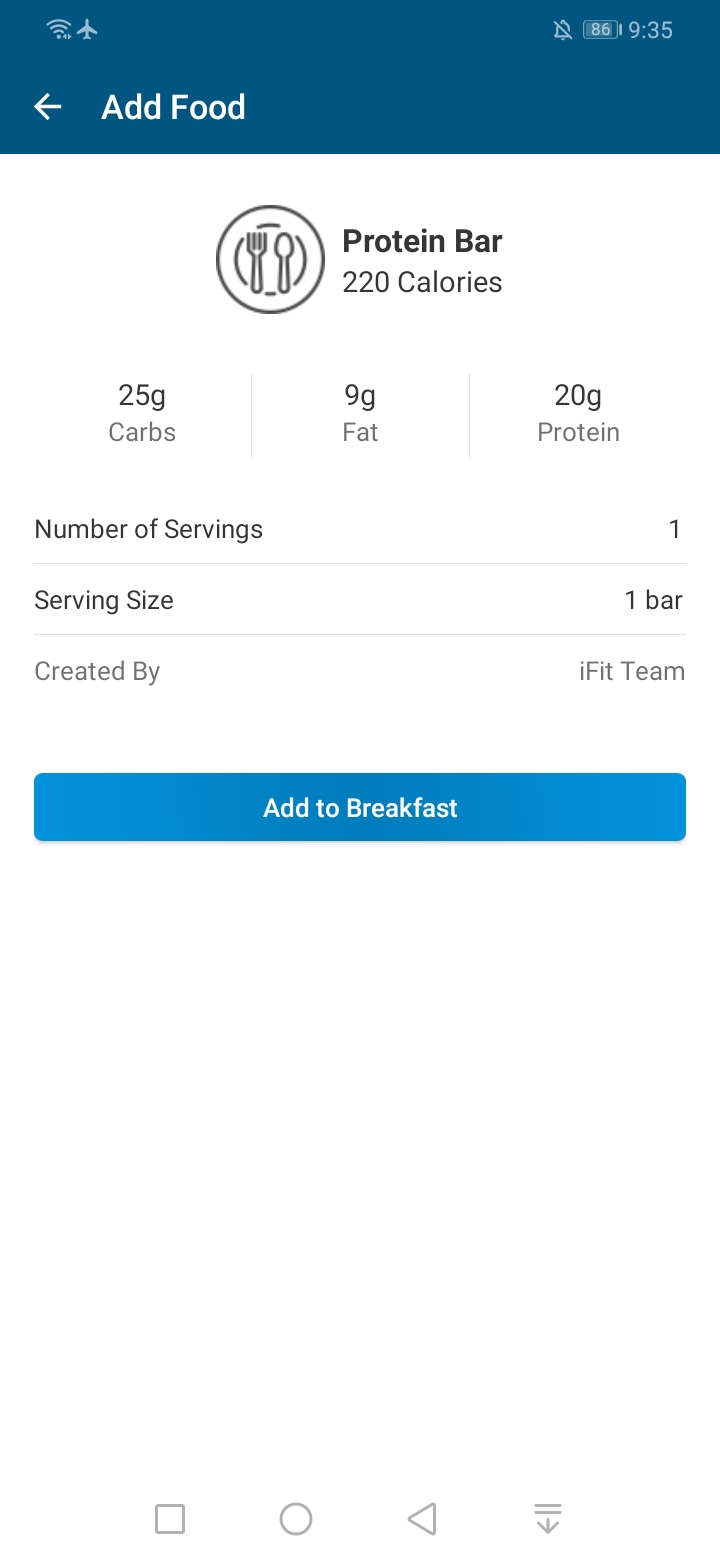 86 9:35
Add Food
Protein Bar
220 Calories
25g 9g 20g
Carbs Fat Protein
Number of Servings 1
Serving Size 1 bar
Created By iFit Team
Add to Breakfast